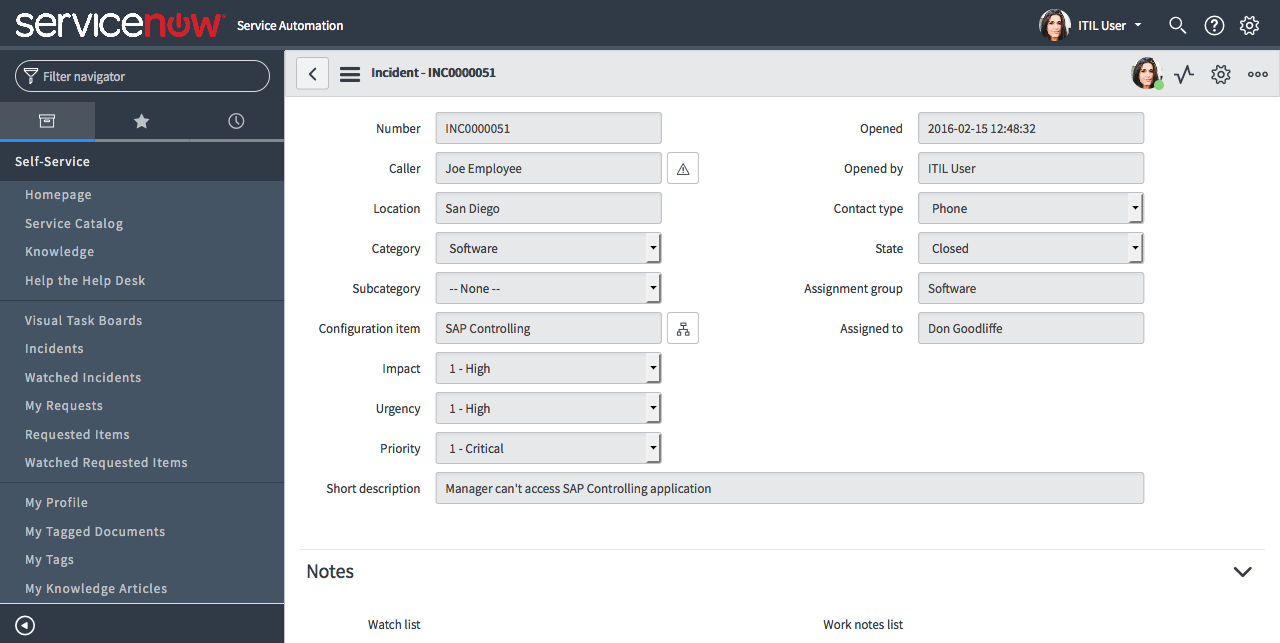 servicenow Service Automation ITIL User
Filter navigator
Incident - INC0000051
Self-Service
Homepage
Service Catalog
Knowledge
Help the Help Desk
Visual Task Boards
Incidents
Watched Incidents
My Requests
Requested Items
Watched Requested Items
My Profile
My Tagged Documents
My Tags
My Knowledge Articles
Number INC0000051
Caller Joe Employee
Location San Diego
Category Software
Subcategory -- None --
Configuration item SAP Controlling
Impact 1 - High
Urgency 1 - High
Priority 1 - Critical
Opened 2016-02-15 12:48:32
Opened by ITIL User
Contact type Phone
State Closed
Assignment group Software
Assigned to Don Goodliffe
Short description Manager can't access SAP Controlling application
Notes
Watch list Work notes list